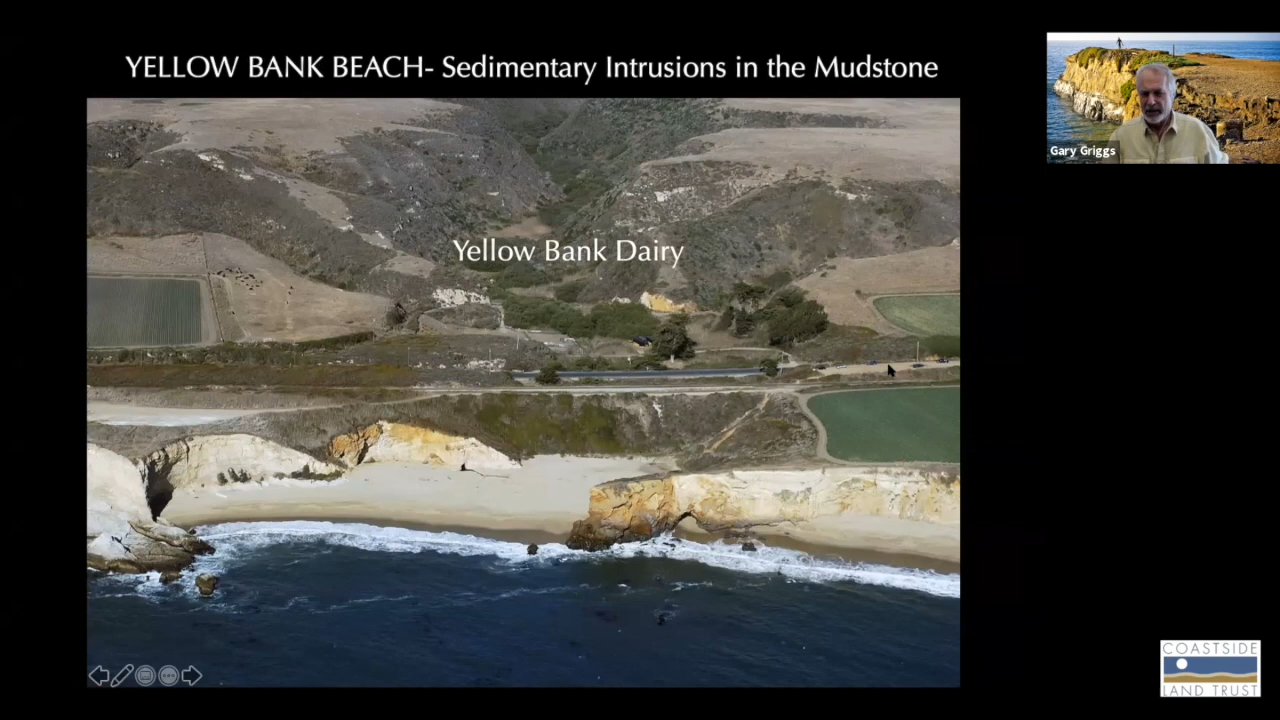 YELLOW BANK BEACH- Sedimentary Intrusions in the Mudstone
Gary Griggs
Yellow Bank Dairy
COASTSIDE
LAND TRUST